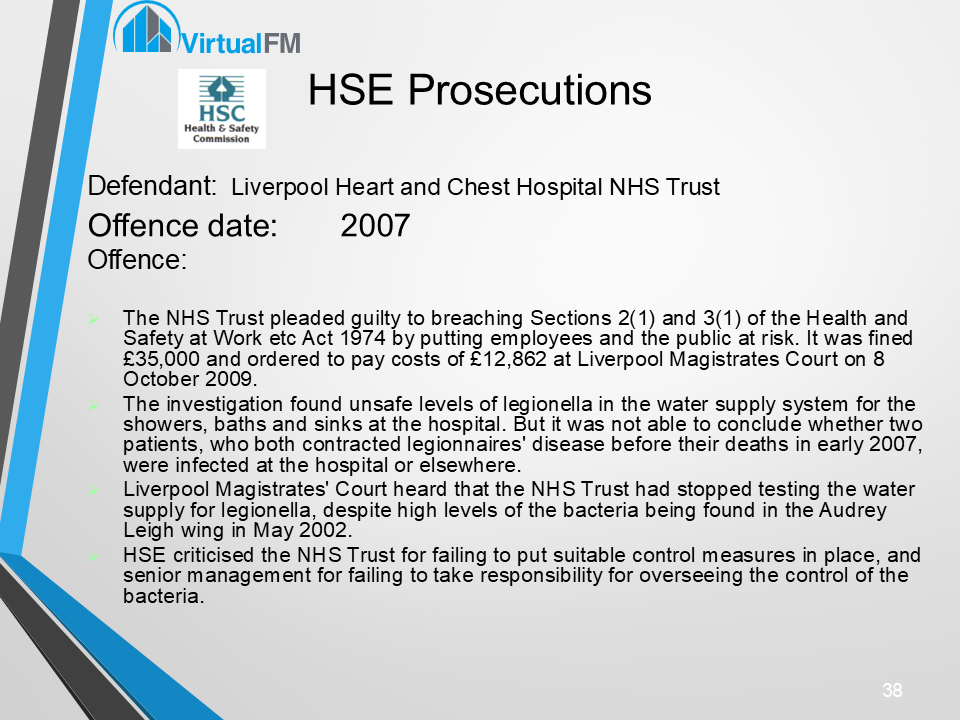 VirtualFM
HSC
Health & Safety
Commission
HSE Prosecutions
Defendant: Liverpool Heart and Chest Hospital NHS Trust
Offence date: 2007
Offence:
The NHS Trust pleaded guilty to breaching Sections 2(1) and 3(1) of the Health and
Safety at Work etc Act 1974 by putting employees and the public at risk. It was fined
£35,000 and ordered to pay costs of £12,862 at Liverpool Magistrates Court on 8
October 2009.
The investigation found unsafe levels of legionella in the water supply system for the
showers, baths and sinks at the hospital. But it was not able to conclude whether two
patients, who both contracted legionnaires' disease before their deaths in early 2007,
were infected at the hospital or elsewhere.
Liverpool Magistrates' Court heard that the NHS Trust had stopped testing the water
supply for legionella, despite high levels of the bacteria being found in the Audrey
Leigh wing in May 2002.
HSE criticised the NHS Trust for failing to put suitable control measures in place, and
senior management for failing to take responsibility for overseeing the control of the
bacteria.
38